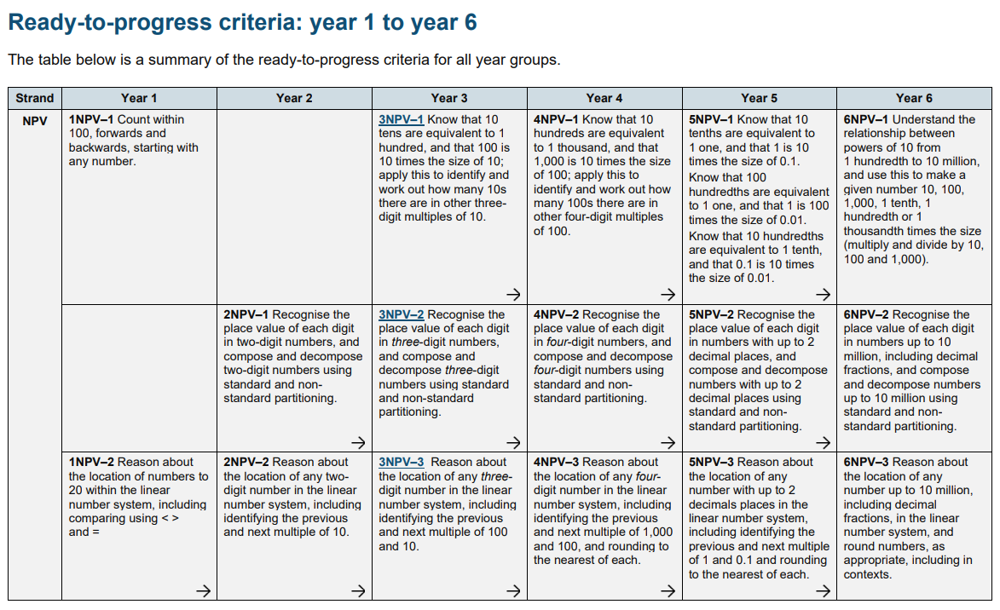 Ready-to-progress criteria: year 1 to year 6
The table below is a summary of the ready-to-progress criteria for all year groups.
Strand
Year 1
Year 2
Year 3
Year 4
Year 5
Year 6
NPV
1NPV–1 Count within
100, forwards and
backwards, starting with
any number.
3NPV–1 Know that 10
tens are equivalent to 1
hundred, and that 100 is
10 times the size of 10;
apply this to identify and
work out how many 10s
there are in other three-
digit multiples of 10.
→
4NPV–1 Know that 10
hundreds are equivalent
to 1 thousand, and that
1,000 is 10 times the size
of 100; apply this to
identify and work out how
many 100s there are in
other four-digit multiples
of 100.
→
5NPV–1 Know that 10
tenths are equivalent to
1 one, and that 1 is 10
times the size of 0.1.
Know that 100
hundredths are equivalent
to 1 one, and that 1 is 100
times the size of 0.01.
Know that 10 hundredths
are equivalent to 1 tenth,
and that 0.1 is 10 times
the size of 0.01.
→
6NPV–1 Understand the
relationship between
powers of 10 from
1 hundredth to 10 million,
and use this to make a
given number 10, 100,
1,000, 1 tenth, 1
hundredth or 1
thousandth times the size
(multiply and divide by 10,
100 and 1,000).
2NPV–1 Recognise the
place value of each digit
in two-digit numbers, and
compose and decompose
two-digit numbers using
standard and non-
standard partitioning.
→
3NPV–2 Recognise the
place value of each digit
in three-digit numbers,
and compose and
decompose three-digit
numbers using standard
and non-standard
partitioning.
→
4NPV–2 Recognise the
place value of each digit
in four-digit numbers, and
compose and decompose
four-digit numbers using
standard and non-
standard partitioning.
→
5NPV–2 Recognise the
place value of each digit
in numbers with up to 2
decimal places, and
compose and decompose
numbers with up to 2
decimal places using
standard and non-
standard partitioning.
→
6NPV–2 Recognise the
place value of each digit
in numbers up to 10
million, including decimal
fractions, and compose
and decompose numbers
up to 10 million using
standard and non-
standard partitioning.
1NPV–2 Reason about
the location of numbers to
20 within the linear
number system, including
comparing using < >
and =
→
2NPV–2 Reason about
the location of any two-
digit number in the linear
number system, including
identifying the previous
and next multiple of 10.
→
3NPV–3 Reason about
the location of any three-
digit number in the linear
number system, including
identifying the previous
and next multiple of 100
and 10.
→
4NPV–3 Reason about
the location of any four-
digit number in the linear
number system, including
identifying the previous
and next multiple of 1,000
and 100, and rounding to
the nearest of each.
→
5NPV–3 Reason about
the location of any
number with up to 2
decimals places in the
linear number system,
including identifying the
previous and next multiple
of 1 and 0.1 and rounding
to the nearest of each.
→
6NPV–3 Reason about
the location of any
number up to 10 million,
including decimal
fractions, in the linear
number system, and
round numbers, as
appropriate, including in
contexts.